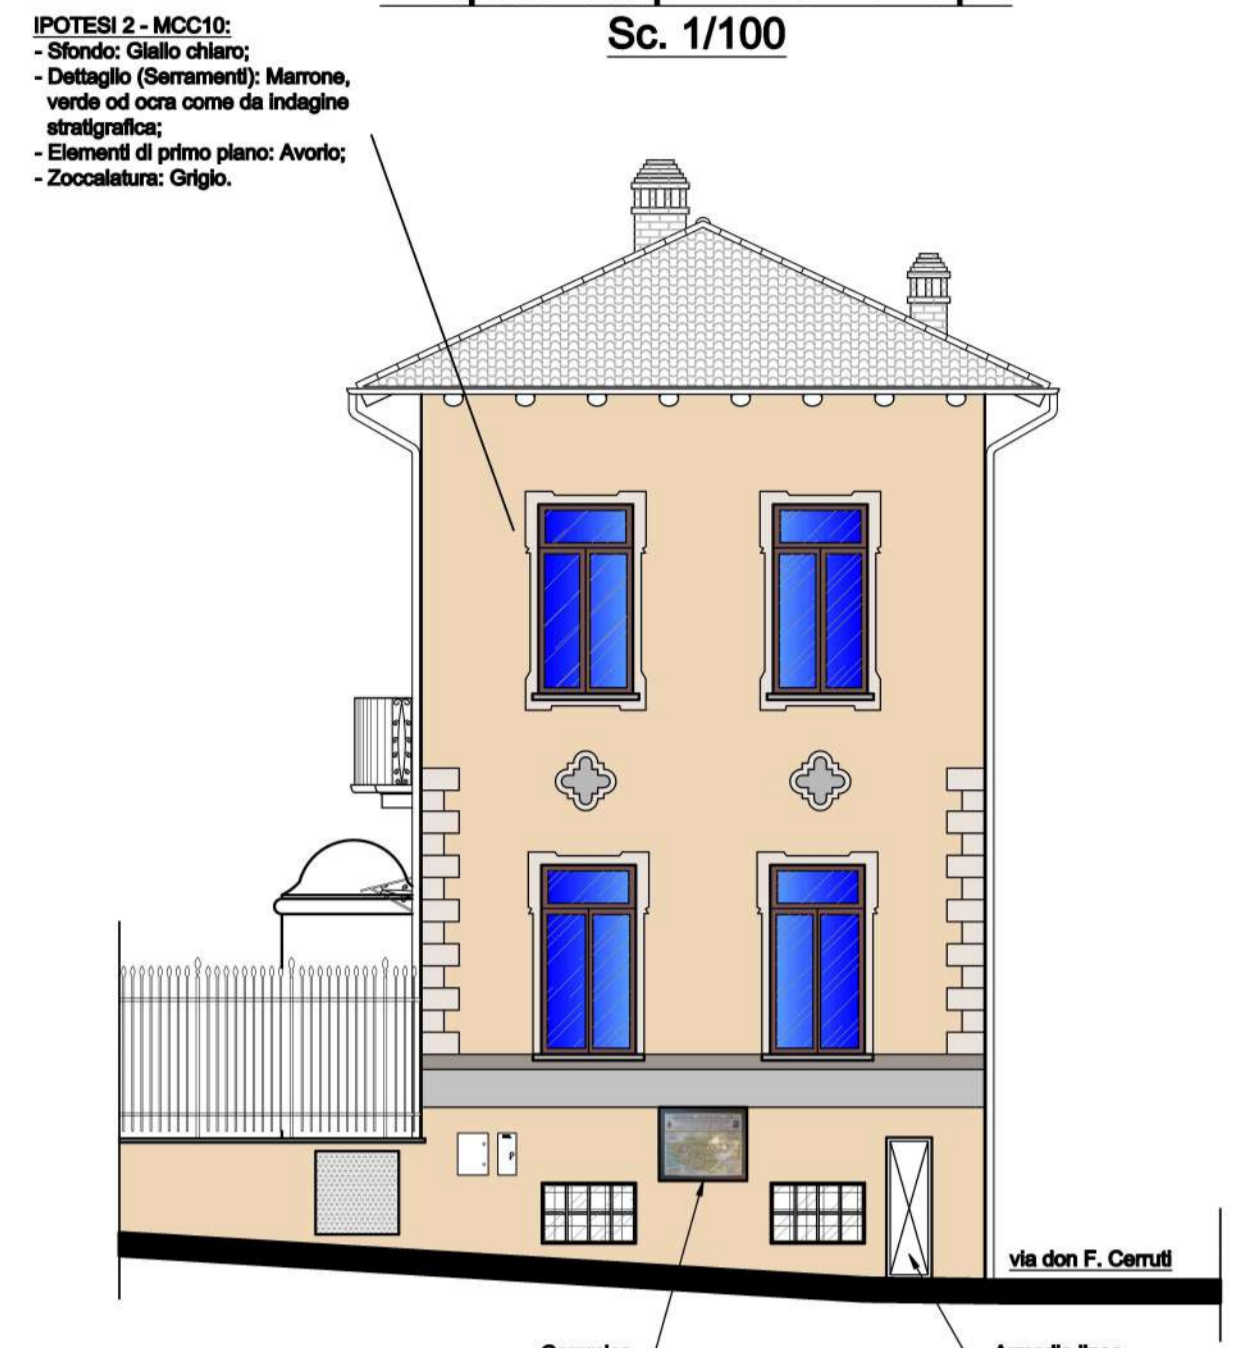 Sc. 1/100
IPOTESI 2 - MCC10:
- Sfondo: Giallo chiaro;
- Dettaglio (Serramenti): Marrone,
verde od ocra come da indagine
stratigrafica;
- Elementi di primo piano: Avorio;
- Zoccalatura: Grigio.
P
via don F. Cerruti